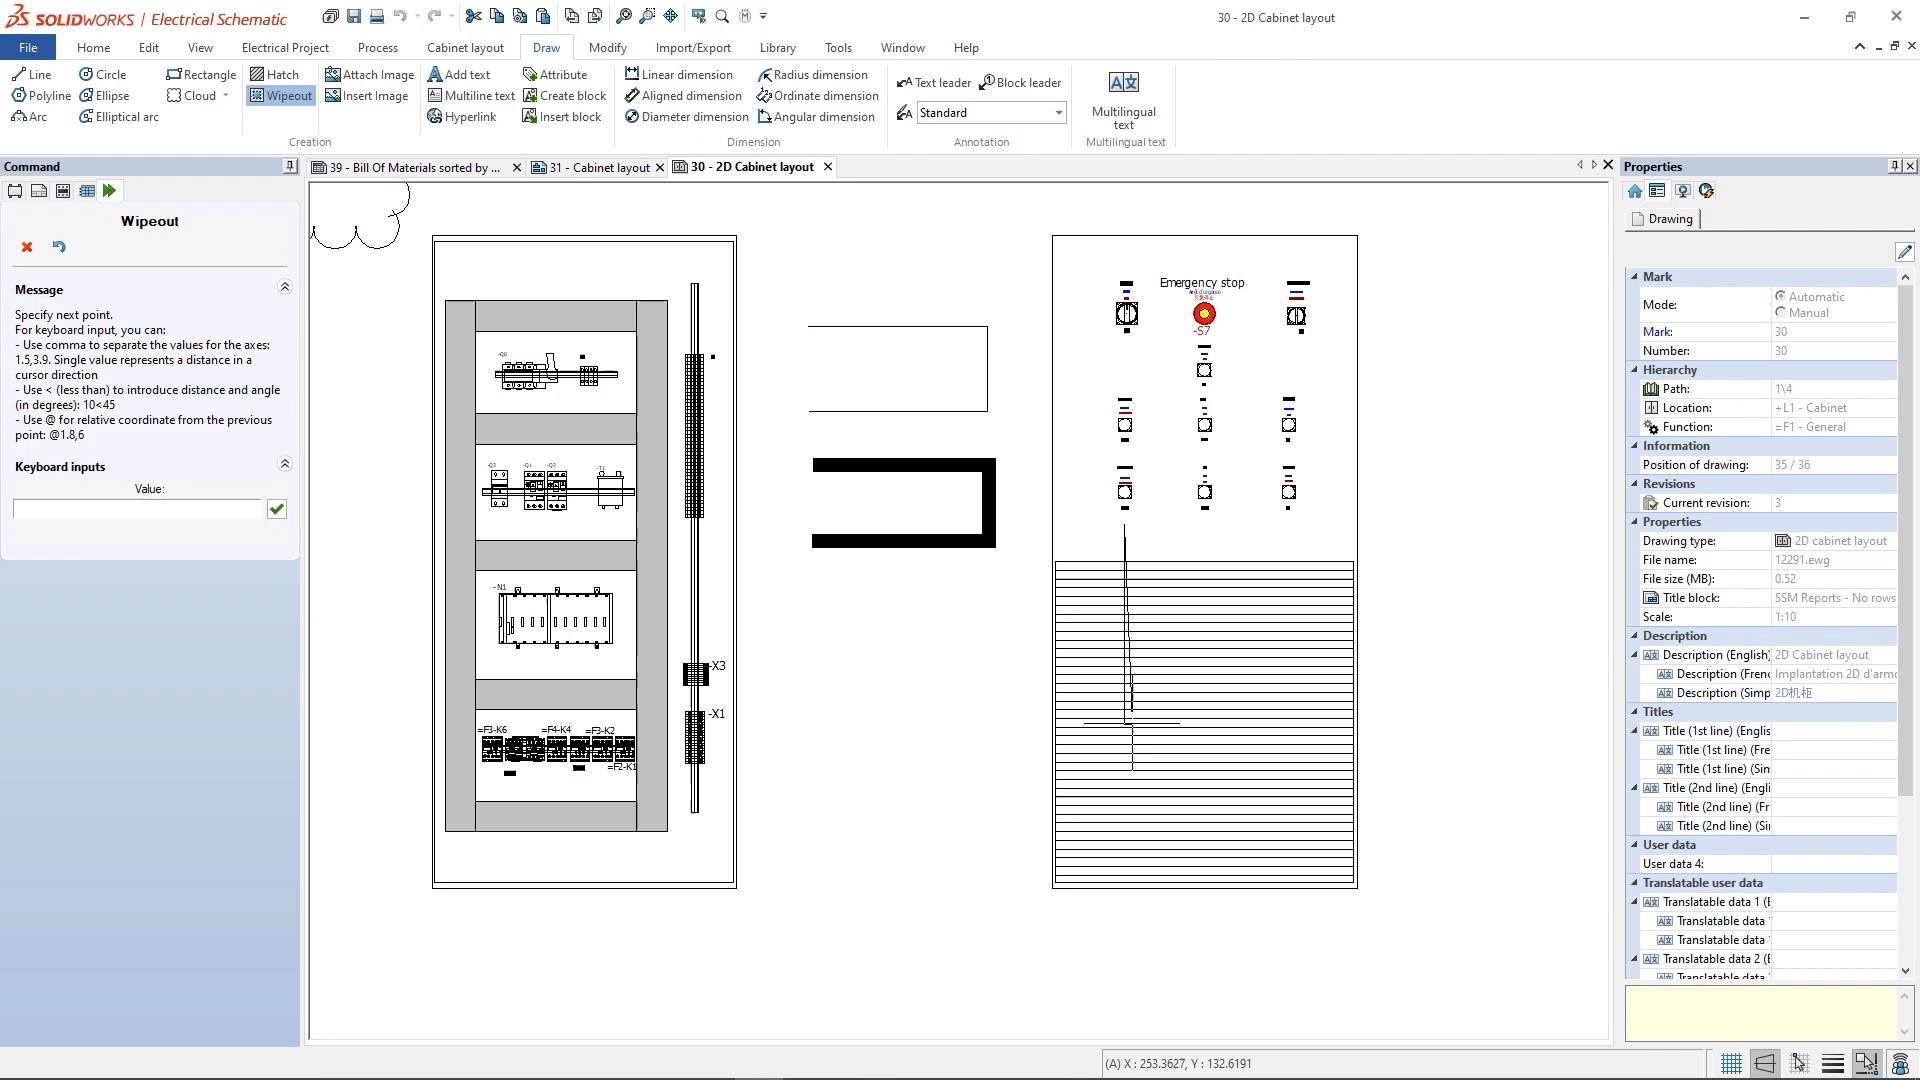 SOLIDWORKS / Electrical Schematic
30 - 2D Cabinet layout
File Home Edit View Electrical Project Process Cabinet layout Draw Modify Import/Export Library Tools Window Help
Line Circle Rectangle Hatch Attach Image Add text Attribute Linear dimension Radius dimension Text leader Block leader
Polyline Ellipse Cloud Wipeout Insert Image Multiline text Create block Aligned dimension Ordinate dimension Standard
Arc Elliptical arc Hyperlink Insert block Diameter dimension Angular dimension
Multilingual
text
Creation Dimension Annotation Multilingual text
Command
39 - Bill Of Materials sorted by ... 31 - Cabinet layout 30 - 2D Cabinet layout
Wipeout
Message
Specify next point.
For keyboard input, you can:
- Use comma to separate the values for the axes:
1.5,3.9. Single value represents a distance in a
cursor direction
- Use < (less than) to introduce distance and angle
(in degrees): 10<45
- Use @ for relative coordinate from the previous
point: @1.8,6
Keyboard inputs
Value:
-N1
-X3
-X1
=F3-K6 =F4-K4 =F3-K2
=F2-K1
Emergency stop
-S7
Properties
Drawing
Mark
Mode: Automatic
Manual
Mark: 30
Number: 30
Hierarchy
Path: 1\4
Location: +L1 - Cabinet
Function: =F1 - General
Information
Position of drawing: 35 / 36
Revisions
Current revision: 3
Properties
Drawing type: 2D cabinet layout
File name: 12291.ewg
File size (MB): 0.52
Title block: SSM Reports - No rows
Scale: 1:10
Description
Description (English) 2D Cabinet layout
Description (Frenc Implantation 2D d'armo
Description (Simp 2D机柜
Titles
Title (1st line) (Englis
Title (1st line) (Fre
Title (1st line) (Sim
Title (2nd line) (Engli
Title (2nd line) (Fr
Title (2nd line) (Si
User data
User data 4:
Translatable user data
Translatable data 1 (E
Translatable data
Translatable data
Translatable data 2 (E
Translatable data
(A) X : 253.3627, Y : 132.6191